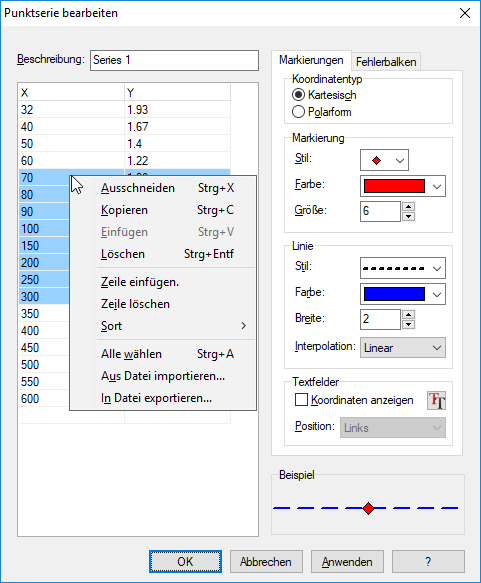 Punktserie bearbeiten
Beschreibung: Series 1
X Y
32 1.93
40 1.67
50 1.4
60 1.22
70
80
90
100
150
200
250
300
350
400
450
500
550
600
Ausschneiden Strg+X
Kopieren Strg+C
Einfügen Strg+V
Löschen Strg+Entf
Zeile einfügen.
Zeile löschen
Sort
Alle wählen Strg+A
Aus Datei importieren...
In Datei exportieren...
Markierungen Fehlerbalken
Koordinatentyp
Kartesisch
Polarform
Markierung
Stil:
Farbe:
Größe: 6
Linie
Stil:
Farbe:
Breite: 2
Interpolation: Linear
Textfelder
Koordinaten anzeigen TT
Position: Links
Beispiel
OK Abbrechen Anwenden ?